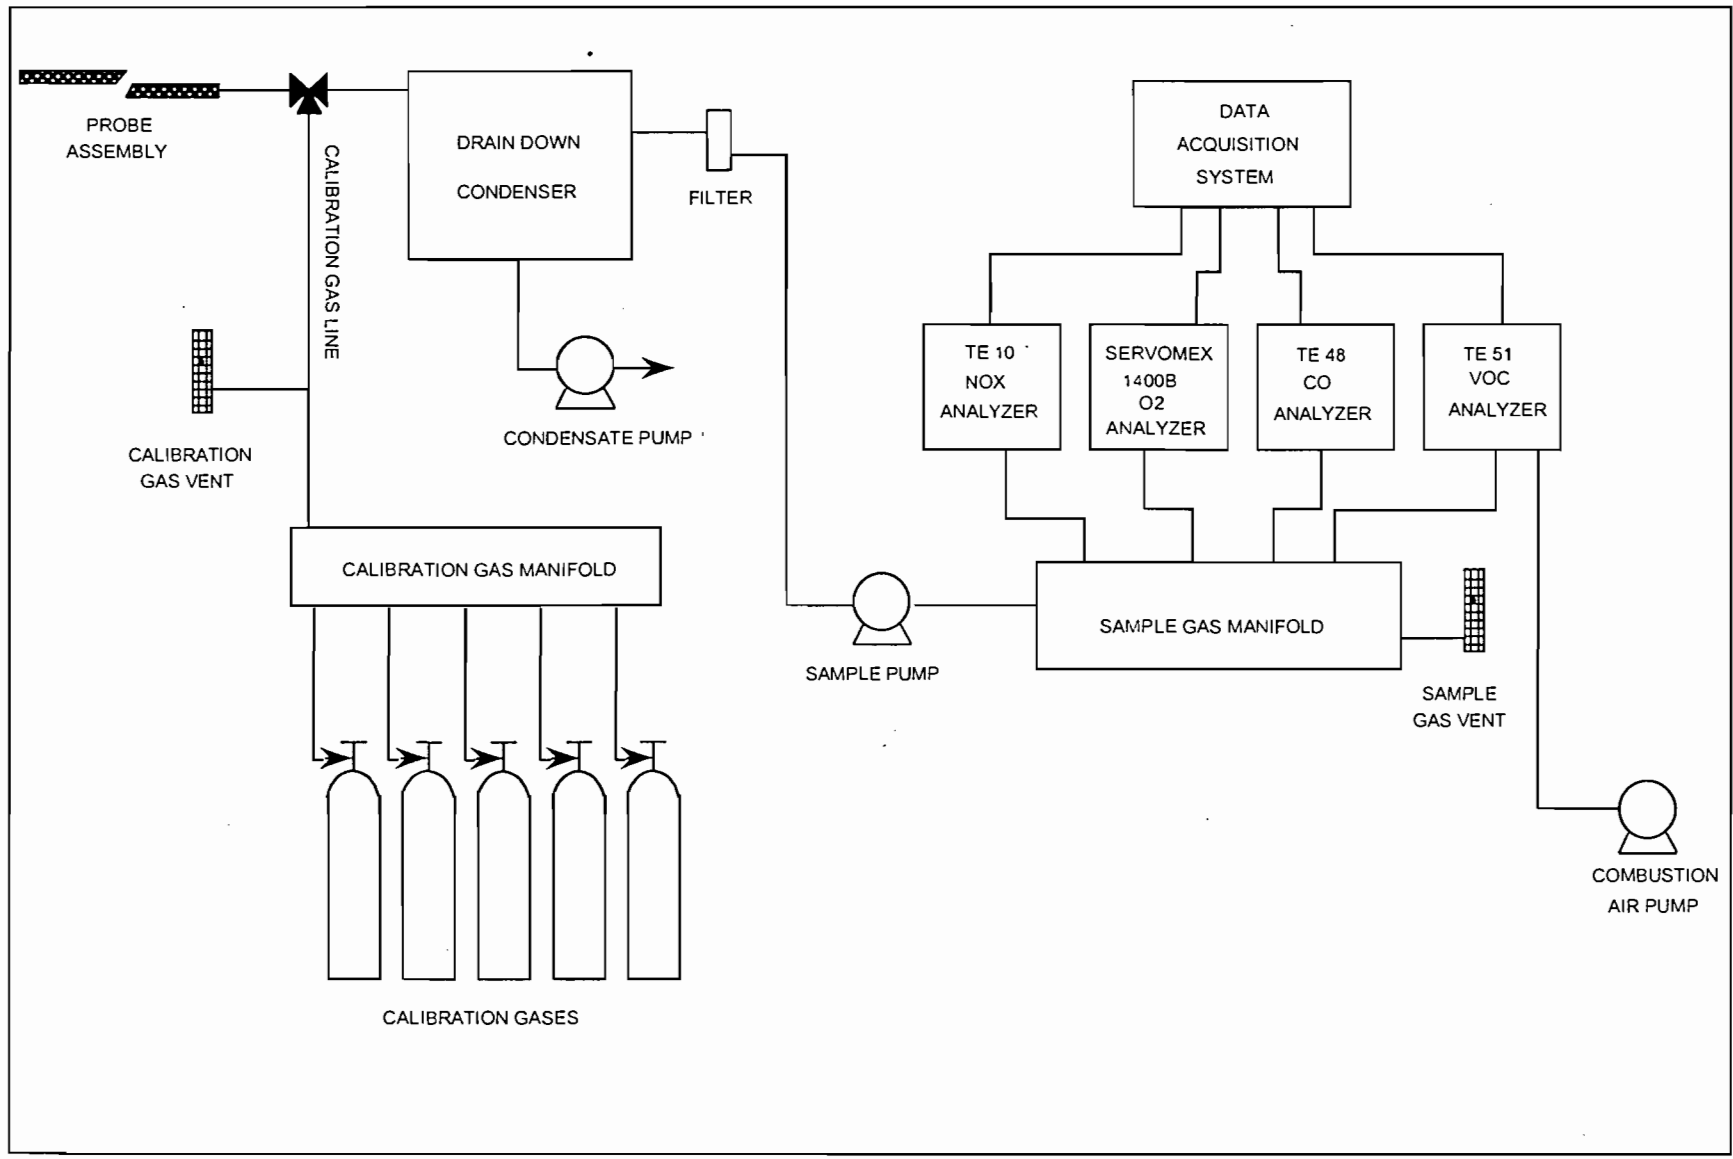 PROBE
ASSEMBLY
CALIBRATION GAS LINE
DRAIN DOWN
CONDENSER
FILTER
DATA
ACQUISITION
SYSTEM
TE 10
NOX
ANALYZER
SERVOMEX
1400B
O2
ANALYZER
TE 48
CO
ANALYZER
TE 51
VOC
ANALYZER
CONDENSATE PUMP
CALIBRATION
GAS VENT
CALIBRATION GAS MANIFOLD
SAMPLE PUMP
SAMPLE GAS MANIFOLD
SAMPLE
GAS VENT
COMBUSTION
AIR PUMP
CALIBRATION GASES